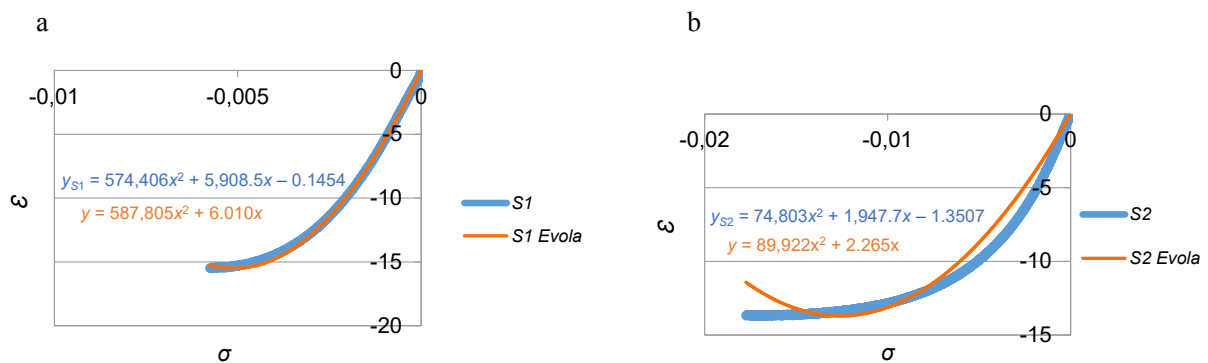 a
-0,01
-0,005
0
0
-5
-10
-15
-20
y_S1 = 574,406x² + 5,908.5x – 0.1454
y = 587,805x² + 6.010x
ε
σ
S1
S1 Evola
b
-0,02
-0,01
0
0
-5
-10
-15
y_S2 = 74,803x² + 1,947.7x – 1.3507
y = 89,922x² + 2.265x
ε
σ
S2
S2 Evola